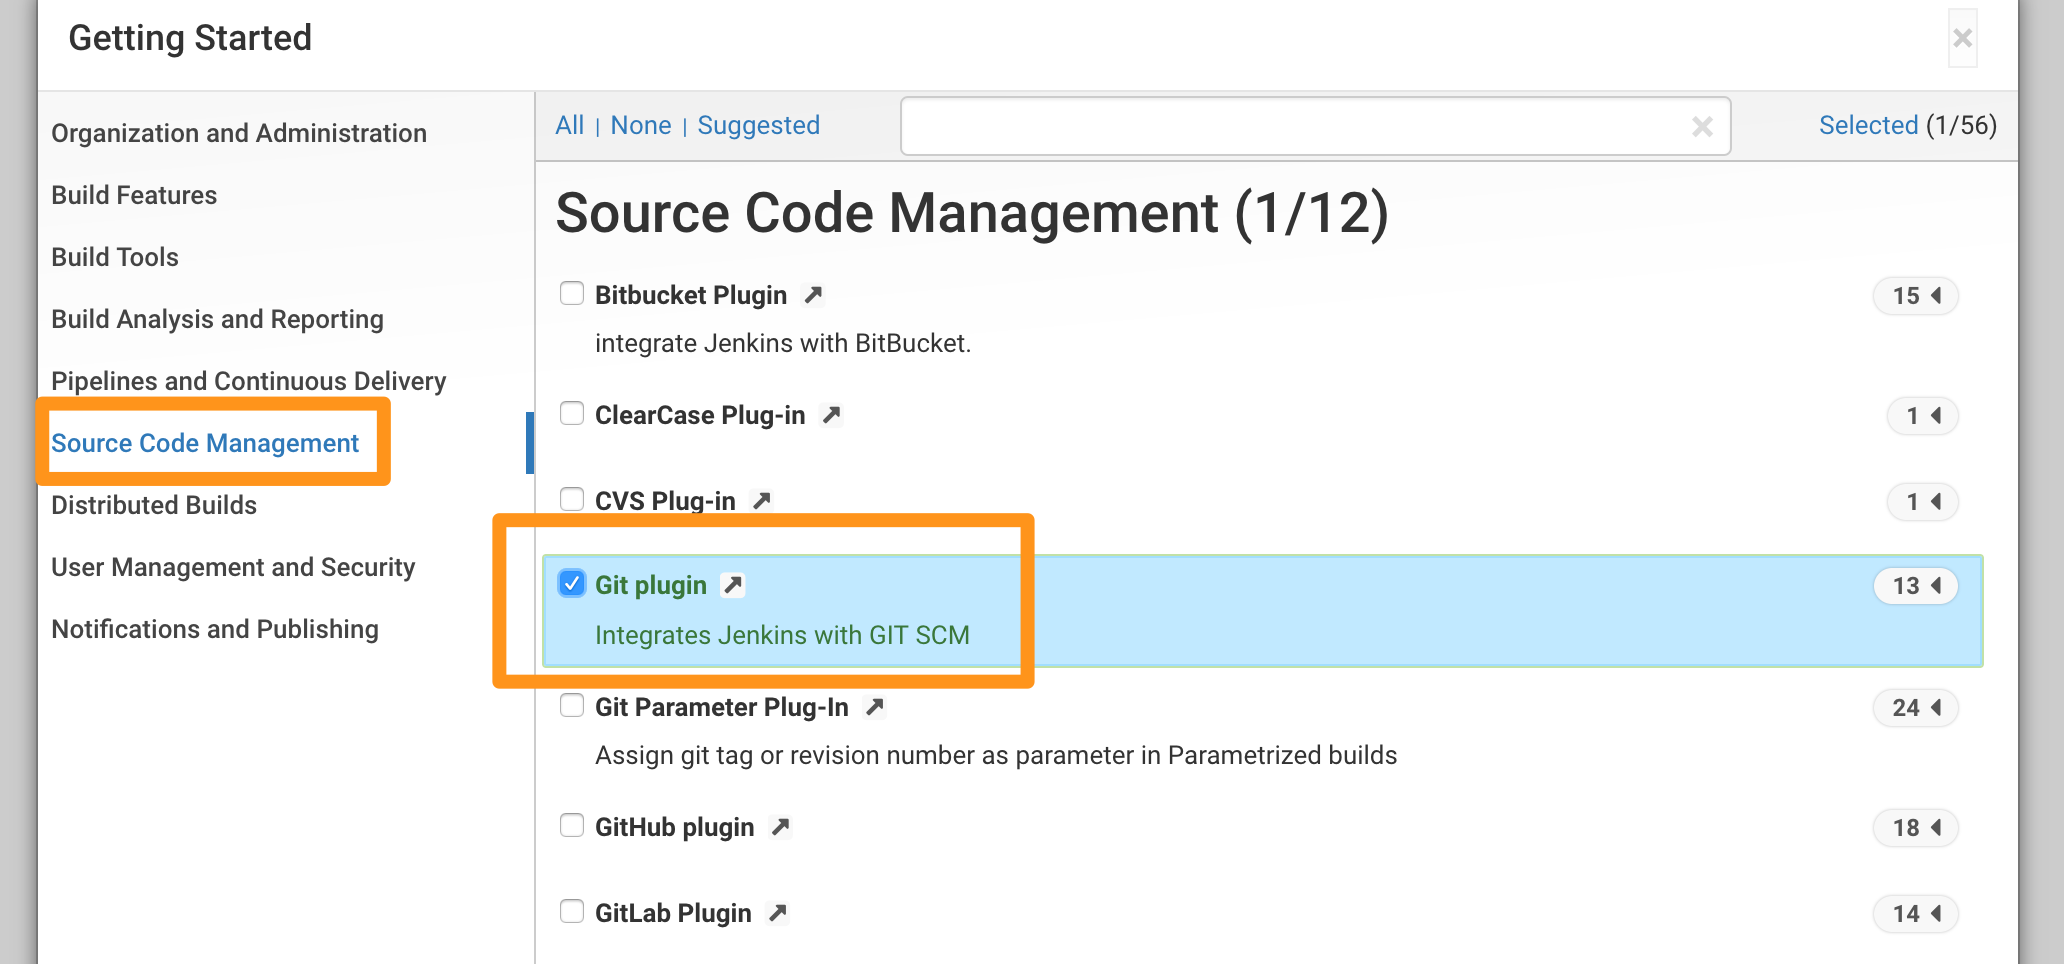 Getting Started
×
Organization and Administration
Build Features
Build Tools
Build Analysis and Reporting
Pipelines and Continuous Delivery
Source Code Management
Distributed Builds
User Management and Security
Notifications and Publishing
All | None | Suggested
×
Selected (1/56)
Source Code Management (1/12)
Bitbucket Plugin
15
integrate Jenkins with BitBucket.
ClearCase Plug-in
1
CVS Plug-in
1
Git plugin
13
Integrates Jenkins with GIT SCM
Git Parameter Plug-In
24
Assign git tag or revision number as parameter in Parametrized builds
GitHub plugin
18
GitLab Plugin
14